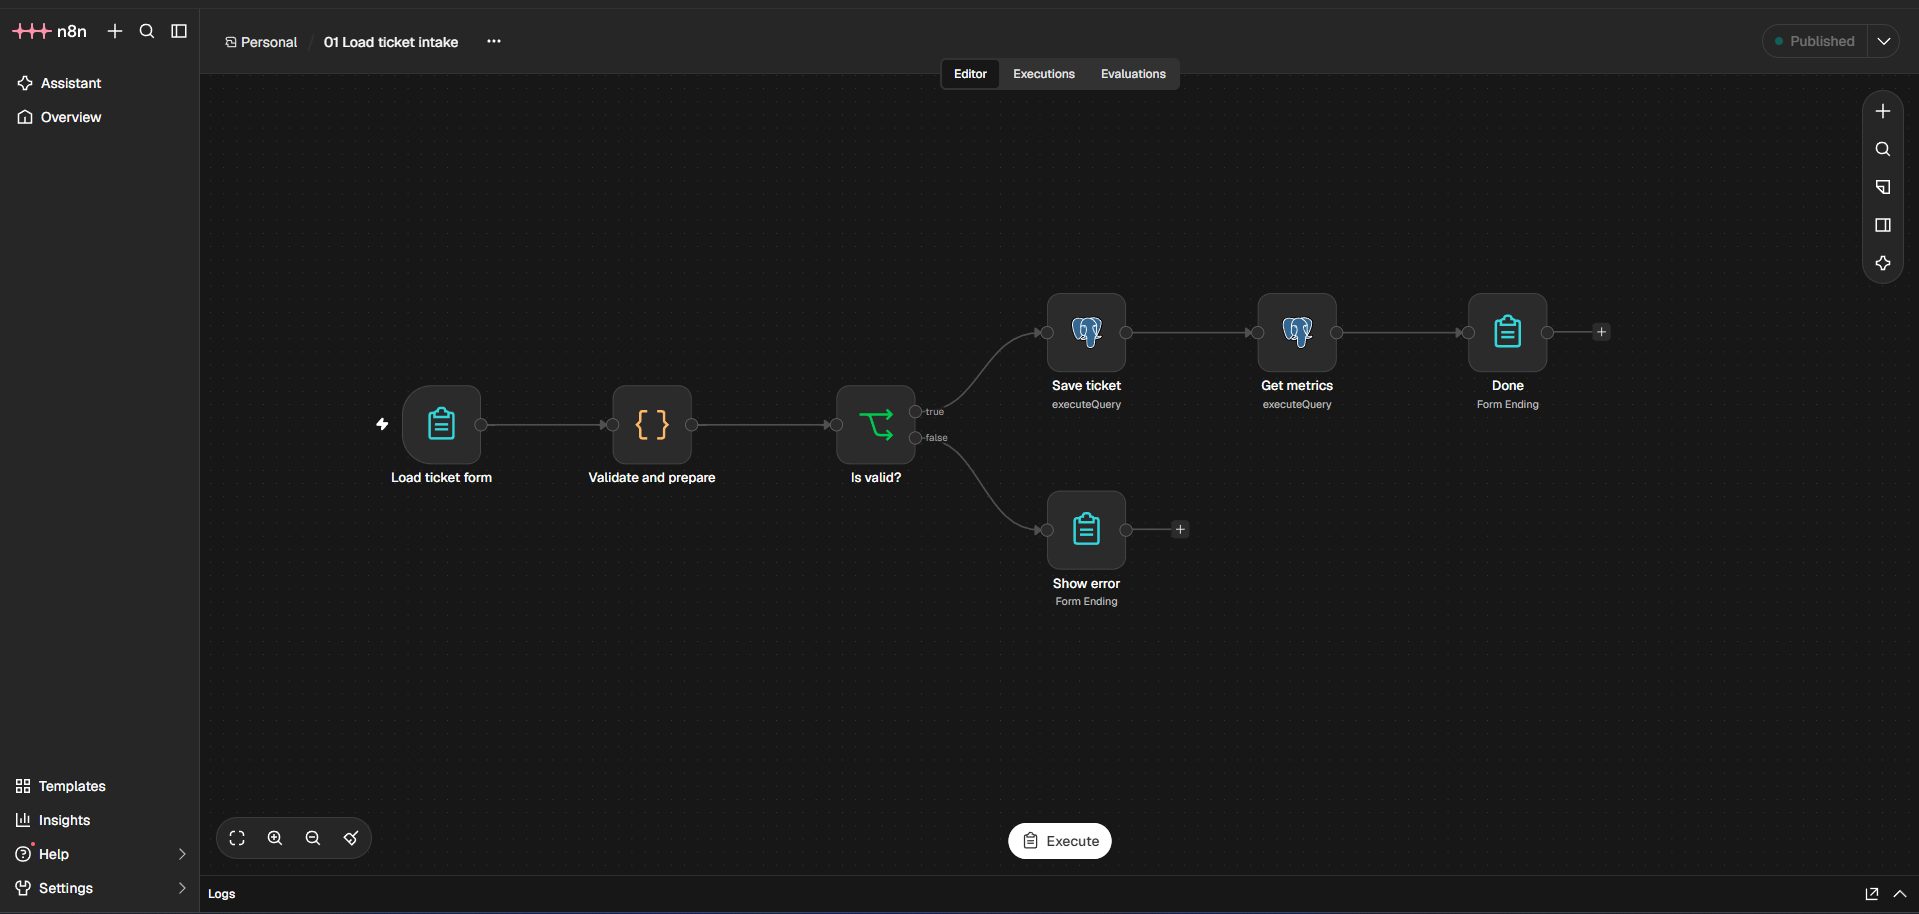 n8n
Personal / 01 Load ticket intake
Published
Editor Executions Evaluations
Assistant
Overview
Save ticket
executeQuery
Get metrics
executeQuery
Done
Form Ending
true
false
Load ticket form
Validate and prepare
Is valid?
Show error
Form Ending
Templates
Insights
Help
Settings
Execute
Logs